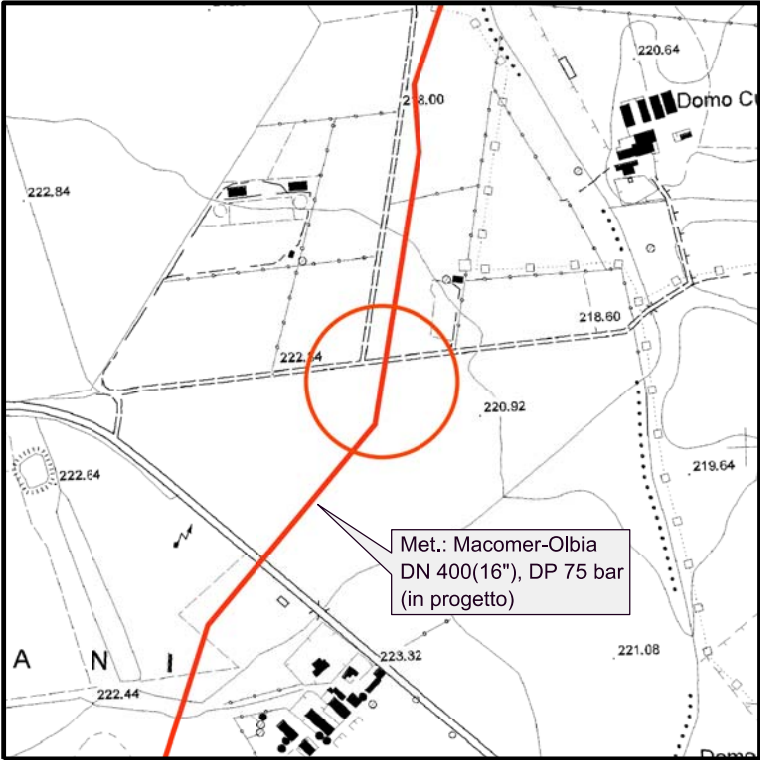 220.64
218.00
Domo Cu
222.84
218.60
222.54
220.92
222.64
219.64
Met.: Macomer-Olbia
DN 400(16"), DP 75 bar
(in progetto)
A N I
223.32
221.08
222.44
Domo